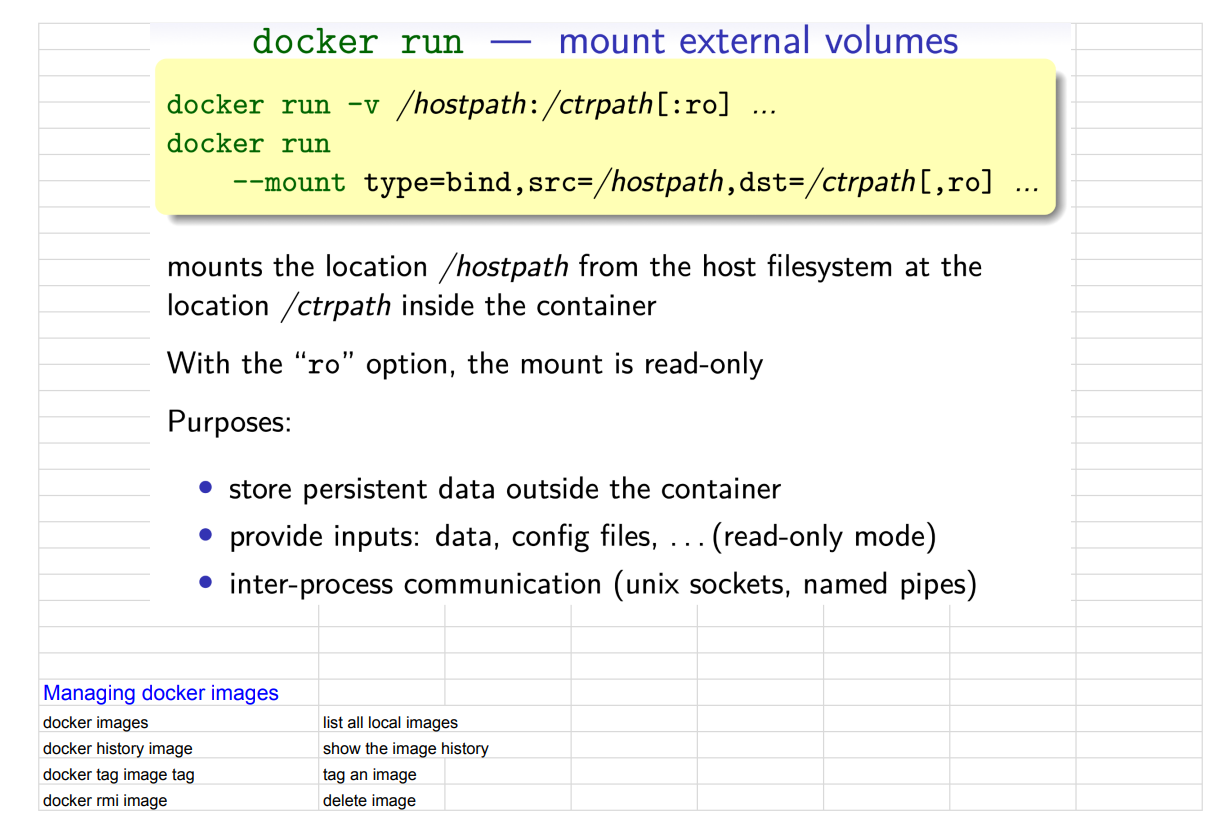 docker run — mount external volumes
docker run -v /hostpath:/ctrpath[:ro] ...
docker run
--mount type=bind,src=/hostpath,dst=/ctrpath[,ro] ...
mounts the location /hostpath from the host filesystem at the
location /ctrpath inside the container
With the “ro” option, the mount is read-only
Purposes:
• store persistent data outside the container
• provide inputs: data, config files, ... (read-only mode)
• inter-process communication (unix sockets, named pipes)
Managing docker images
docker images list all local images
docker history image show the image history
docker tag image tag tag an image
docker rmi image delete image